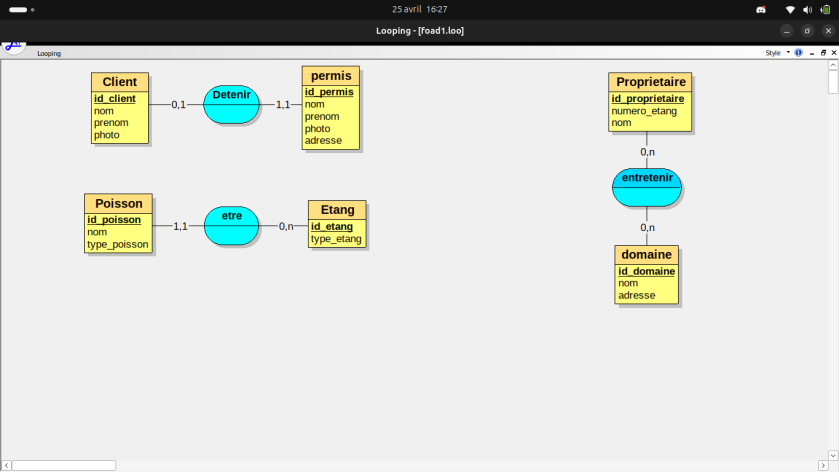 25 avril 16:27
Looping - [foad1.loo]
Looping
Style
Client
id_client
nom
prenom
photo
0,1
Detenir
1,1
permis
id_permis
nom
prenom
photo
adresse
Proprietaire
id_proprietaire
numero_etang
nom
0,n
entretenir
0,n
domaine
id_domaine
nom
adresse
Poisson
id_poisson
nom
type_poisson
1,1
etre
0,n
Etang
id_etang
type_etang